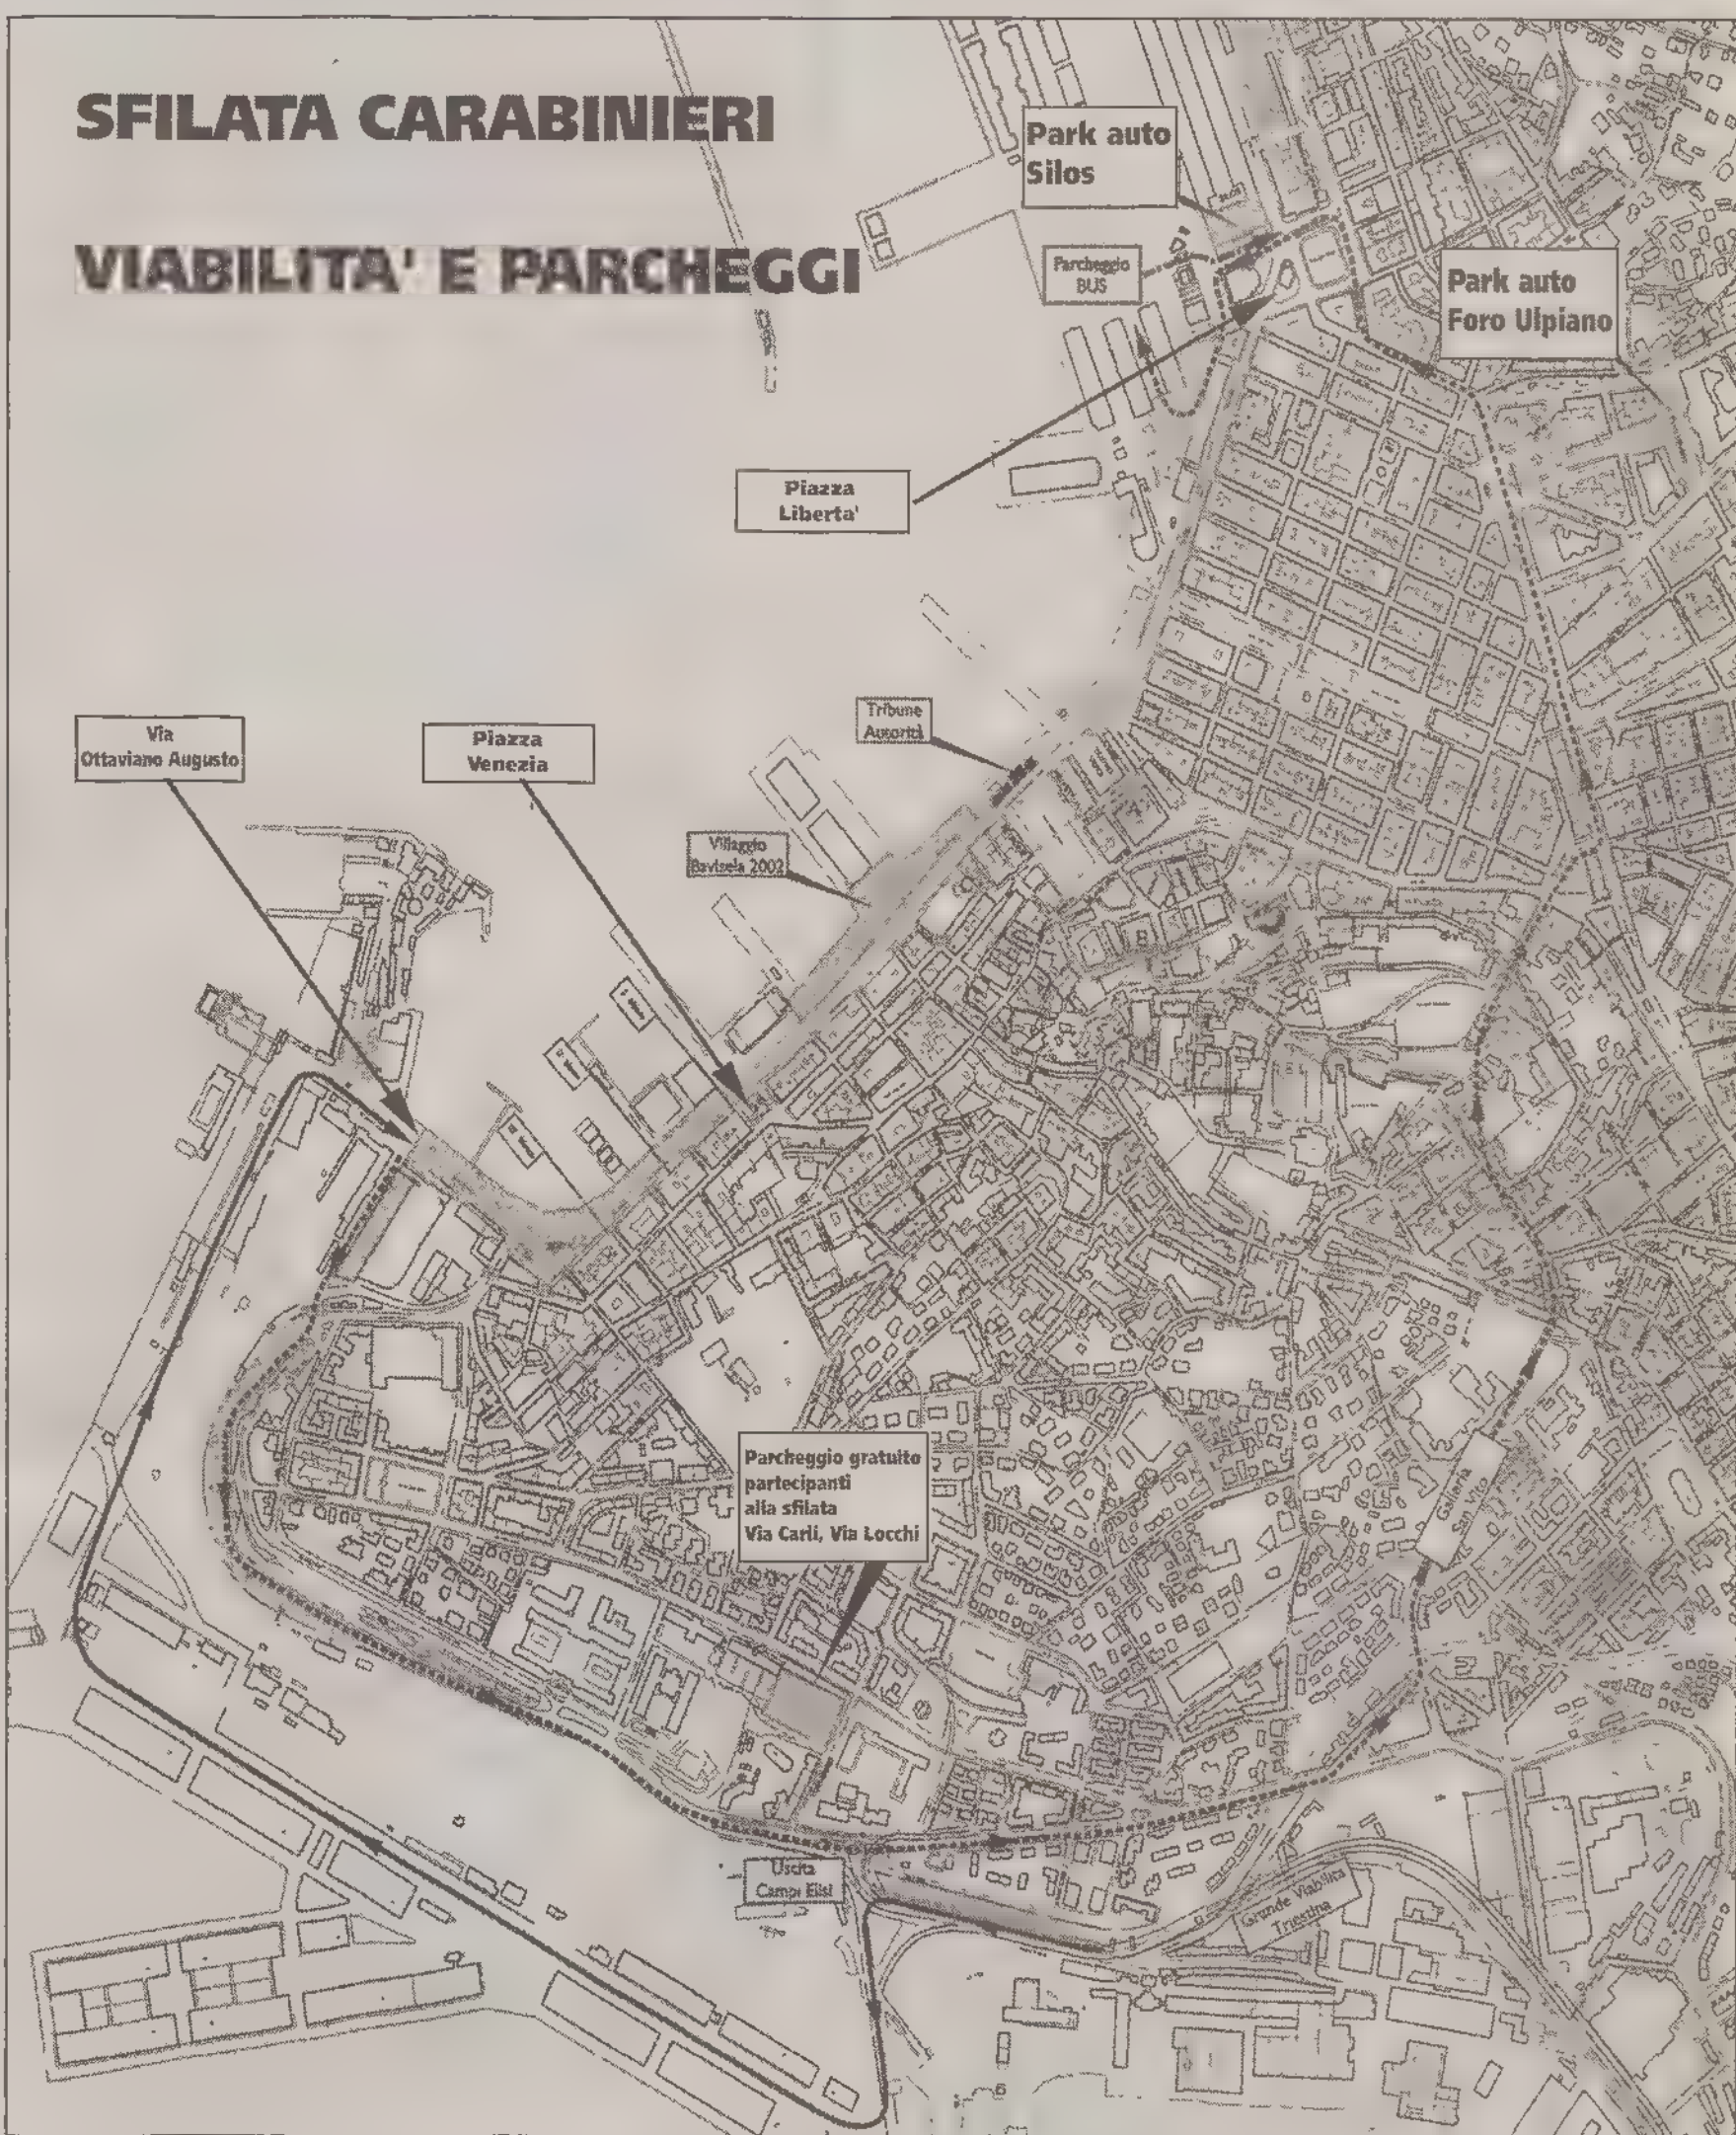 SFILATA CARABINIERI
VIABILITA' E PARCHEGGI
Park auto
Silos
Parcheggio
BUS
Park auto
Foro Ulpiano
Piazza
Liberta'
Tribune
Autorità
Via
Ottaviano Augusto
Piazza
Venezia
Villaggio
Bavisela 2002
Parcheggio gratuito
partecipanti
alla sfilata
Via Carli, Via Locchi
Galleria
San Vito
Uscita
Campi Elisi
Grande Viabilità
Triestina